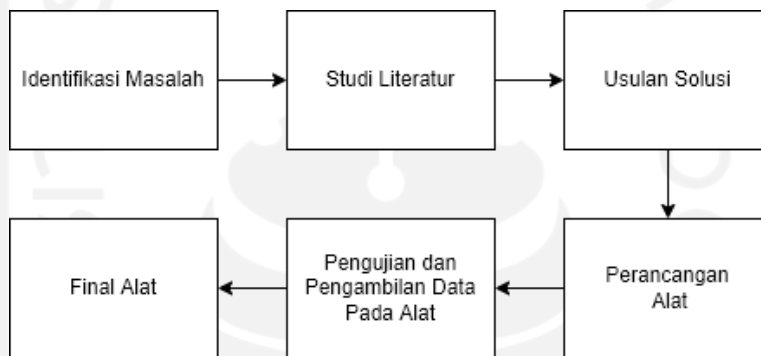 Identifikasi Masalah
Studi Literatur
Usulan Solusi
Perancangan
Alat
Pengujian dan
Pengambilan Data
Pada Alat
Final Alat